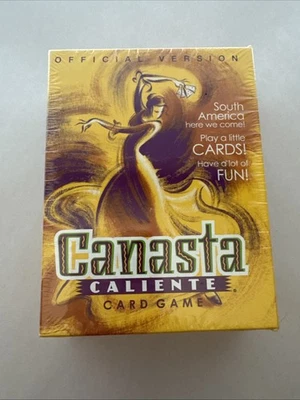 OFFICIAL VERSION
South
America
here we come!
Play a little
CARDS!
Have a lot of
FUN!
Canasta
CALIENTE
CARD GAME